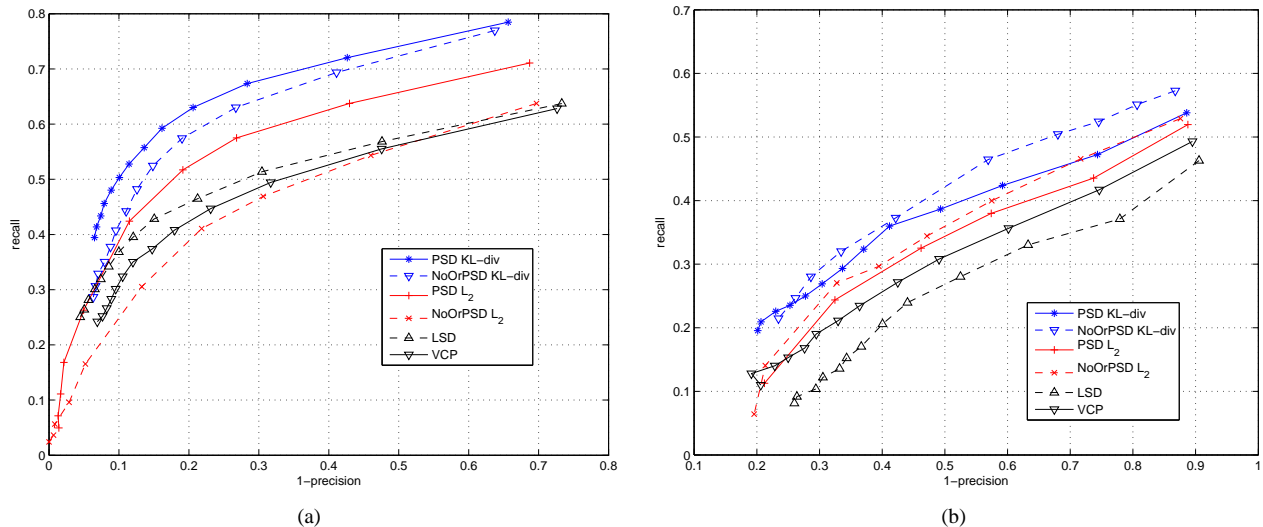 0.8
0.7
0.6
0.5
0.4
0.3
0.2
0.1
0
recall
0 0.1 0.2 0.3 0.4 0.5 0.6 0.7 0.8
1−precision
PSD KL−div
NoOrPSD KL−div
PSD L2
NoOrPSD L2
LSD
VCP
(a)
0.7
0.6
0.5
0.4
0.3
0.2
0.1
0
recall
0.1 0.2 0.3 0.4 0.5 0.6 0.7 0.8 0.9 1
1−precision
PSD KL−div
NoOrPSD KL−div
PSD L2
NoOrPSD L2
LSD
VCP
(b)